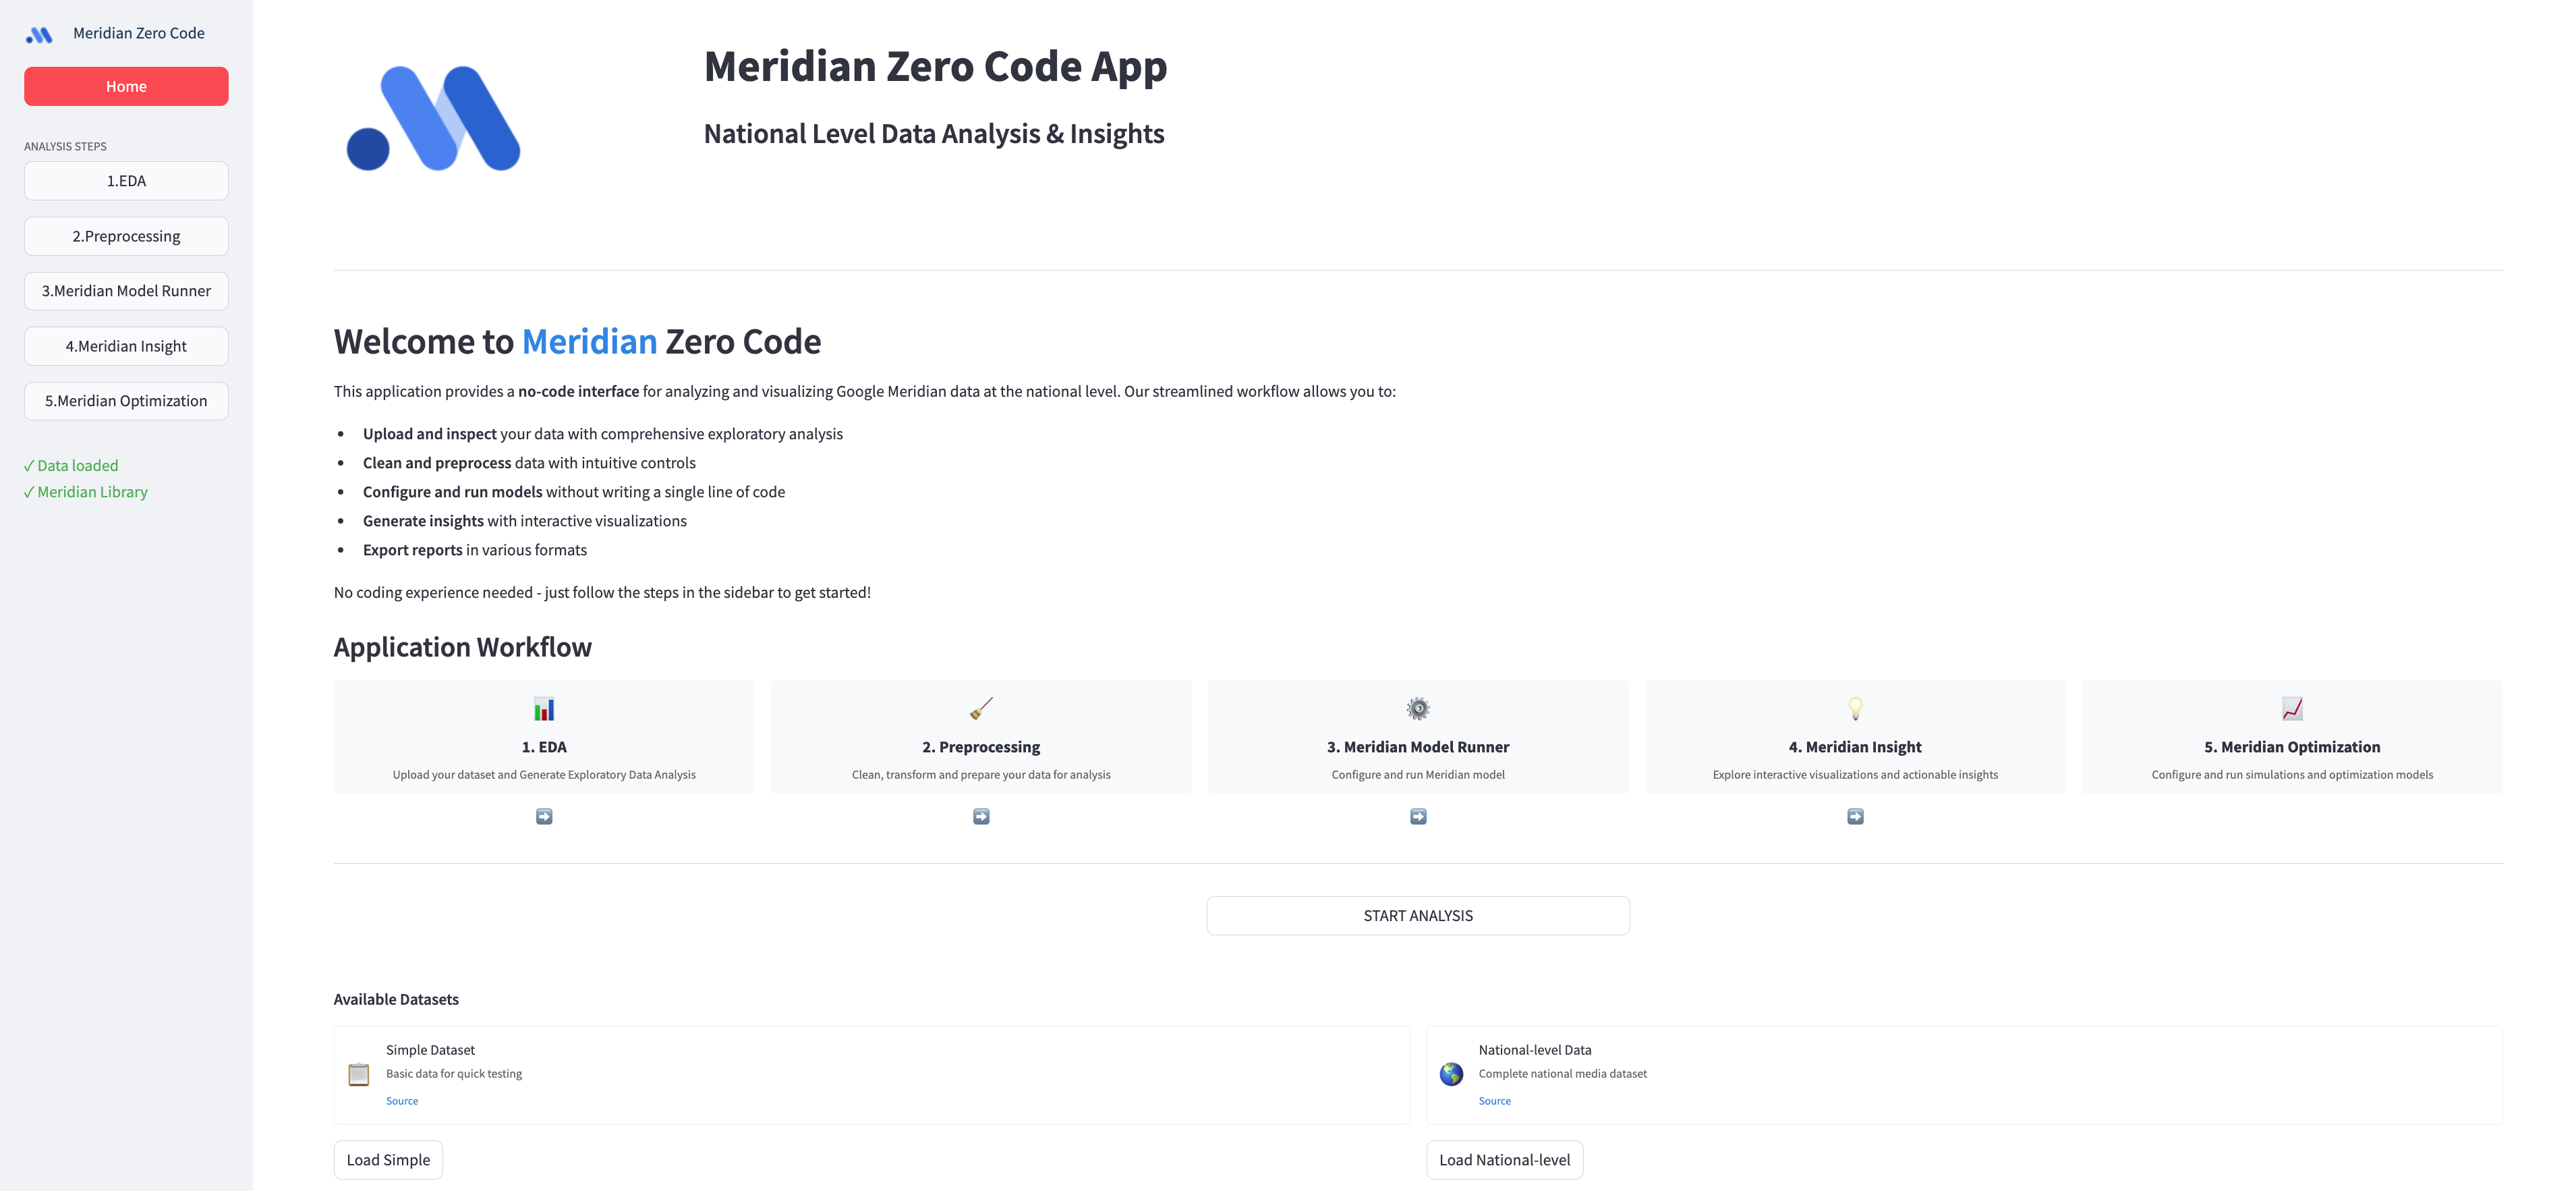 Meridian Zero Code
Home
ANALYSIS STEPS
1.EDA
2.Preprocessing
3.Meridian Model Runner
4.Meridian Insight
5.Meridian Optimization
✓ Data loaded
✓ Meridian Library
Meridian Zero Code App
National Level Data Analysis & Insights
Welcome to Meridian Zero Code
This application provides a no-code interface for analyzing and visualizing Google Meridian data at the national level. Our streamlined workflow allows you to:
• Upload and inspect your data with comprehensive exploratory analysis
• Clean and preprocess data with intuitive controls
• Configure and run models without writing a single line of code
• Generate insights with interactive visualizations
• Export reports in various formats
No coding experience needed - just follow the steps in the sidebar to get started!
Application Workflow
1. EDA
Upload your dataset and Generate Exploratory Data Analysis
2. Preprocessing
Clean, transform and prepare your data for analysis
3. Meridian Model Runner
Configure and run Meridian model
4. Meridian Insight
Explore interactive visualizations and actionable insights
5. Meridian Optimization
Configure and run simulations and optimization models
START ANALYSIS
Available Datasets
Simple Dataset
Basic data for quick testing
Source
Load Simple
National-level Data
Complete national media dataset
Source
Load National-level